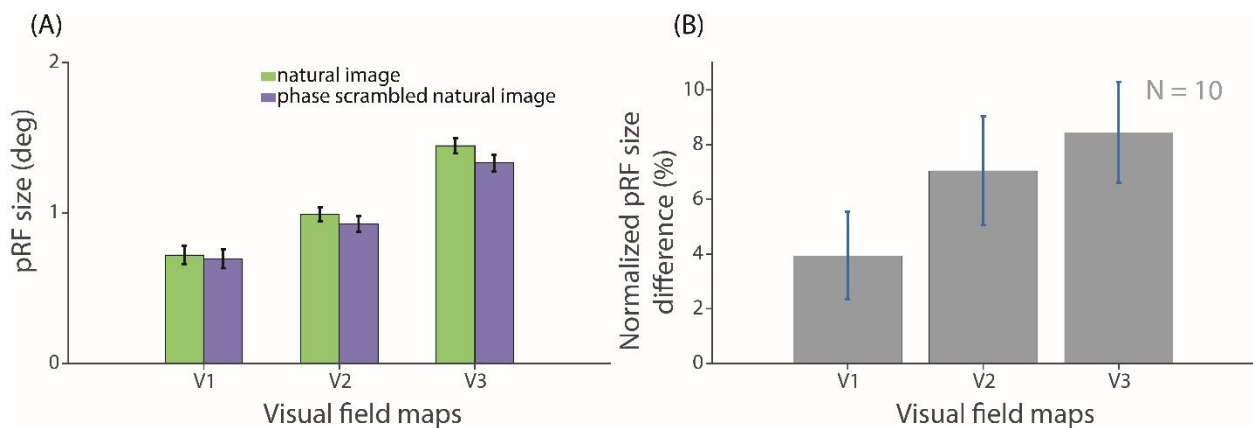 (A)
pRF size (deg)
2
1
0
natural image
phase scrambled natural image
V1 V2 V3
Visual field maps
(B)
Normalized pRF size
difference (%)
10
8
6
4
2
0
N = 10
V1 V2 V3
Visual field maps